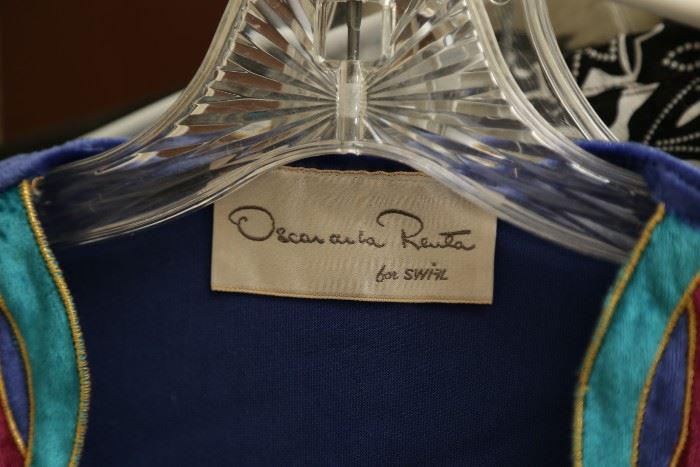 Oscar de la Renta
for SWIRL